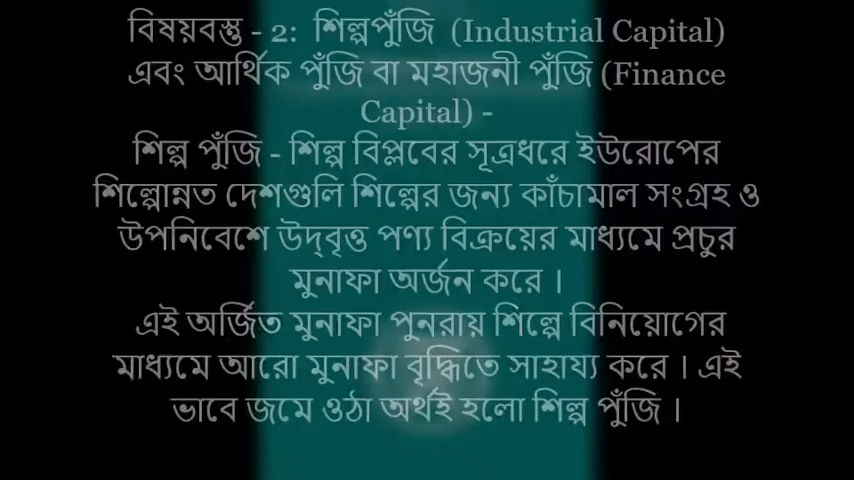 বিষয়বস্তু - 2: শিল্পপুঁজি (Industrial Capital)
এবং আর্থিক পুঁজি বা মহাজনী পুঁজি (Finance
Capital) -
শিল্প পুঁজি - শিল্প বিপ্লবের সূত্রধরে ইউরোপের
শিল্পোন্নত দেশগুলি শিল্পের জন্য কাঁচামাল সংগ্রহ ও
উপনিবেশে উদ্‌বৃত্ত পণ্য বিক্রয়ের মাধ্যমে প্রচুর
মুনাফা অর্জন করে ।
এই অর্জিত মুনাফা পুনরায় শিল্পে বিনিয়োগের
মাধ্যমে আরো মুনাফা বৃদ্ধিতে সাহায্য করে । এই
ভাবে জমে ওঠা অর্থই হলো শিল্প পুঁজি ।